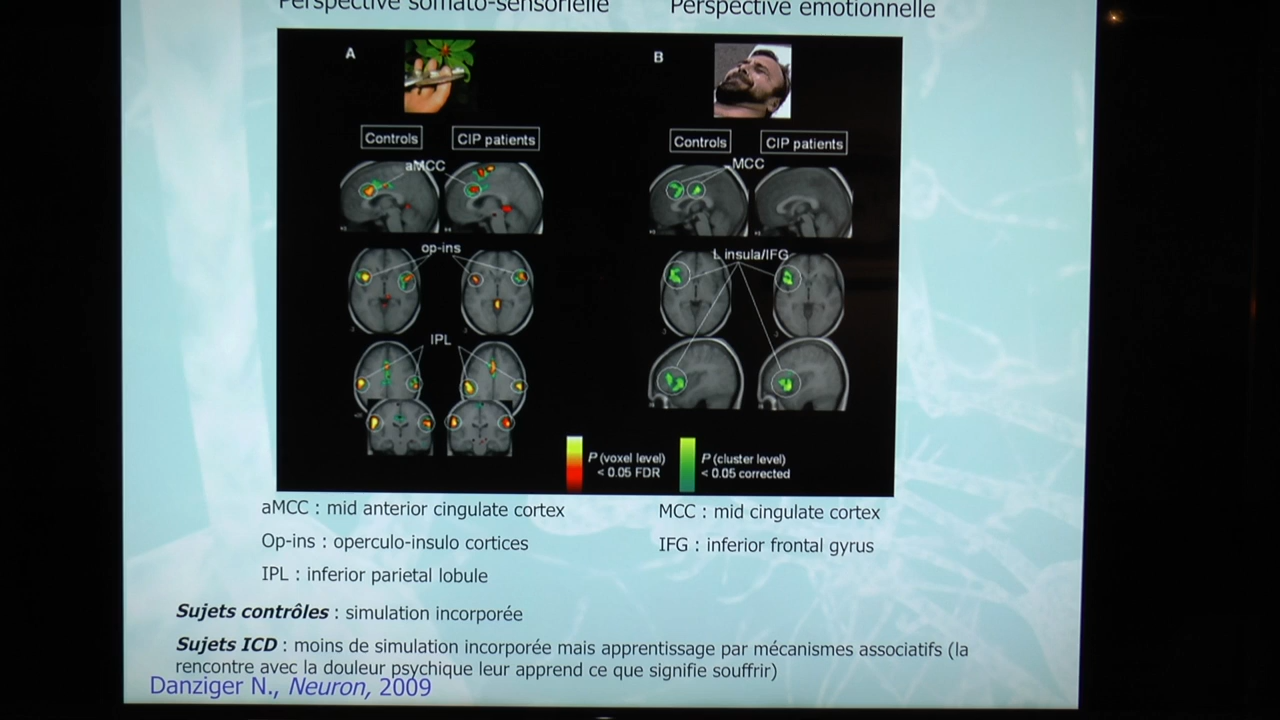 Perspective somato-sensorielle
Perspective émotionnelle
A
B
Controls
CIP patients
Controls
CIP patients
aMCC
MCC
op-ins
L insula/IFG
IPL
P (voxel level)
< 0.05 FDR
P (cluster level)
< 0.05 corrected
aMCC : mid anterior cingulate cortex
MCC : mid cingulate cortex
Op-ins : operculo-insulo cortices
IFG : inferior frontal gyrus
IPL : inferior parietal lobule
Sujets contrôles : simulation incorporée
Sujets ICD : moins de simulation incorporée mais apprentissage par mécanismes associatifs (la
rencontre avec la douleur psychique leur apprend ce que signifie souffrir)
Danziger N., Neuron, 2009